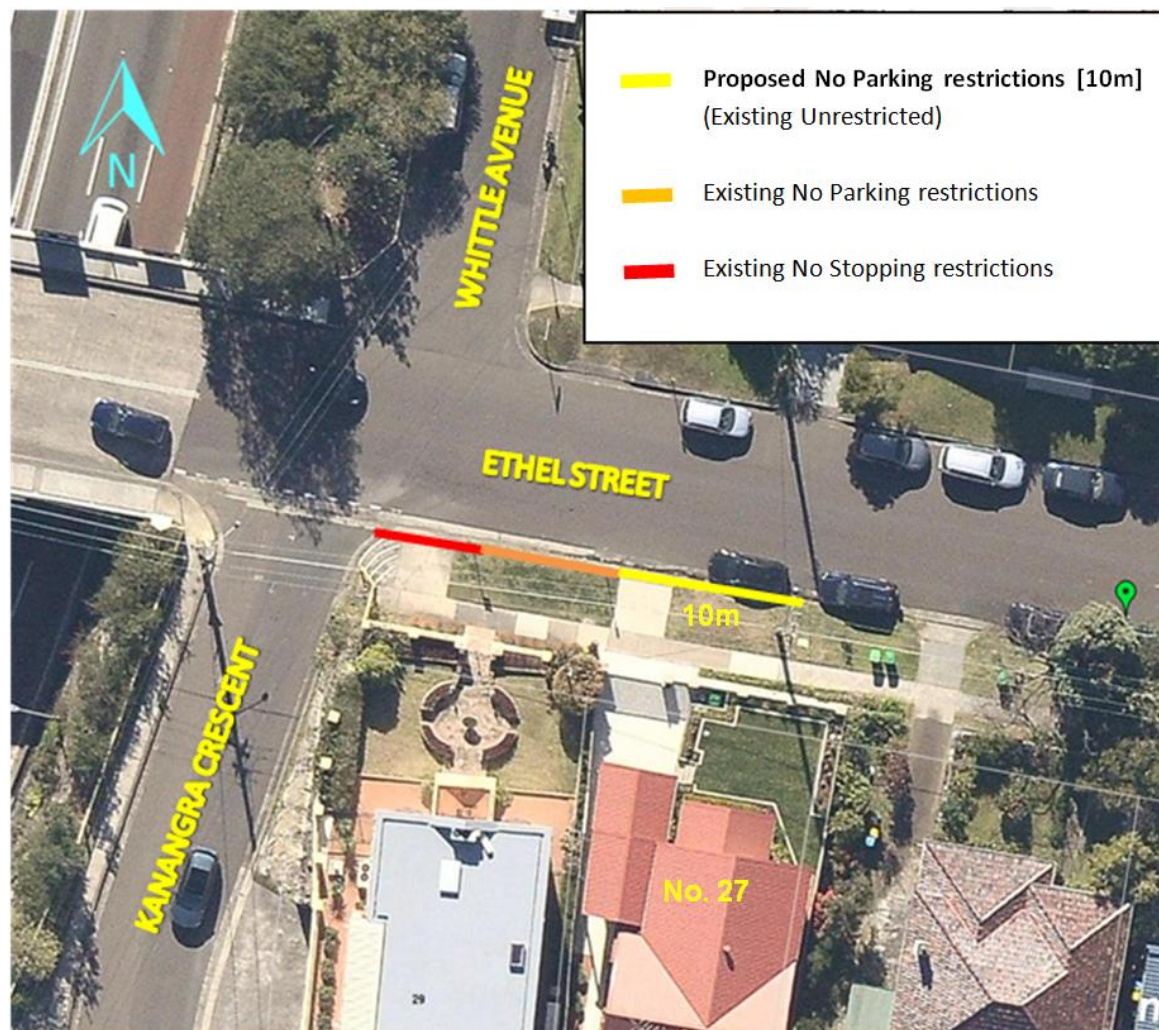 N
WHITTLE AVENUE
Proposed No Parking restrictions [10m]
(Existing Unrestricted)
Existing No Parking restrictions
Existing No Stopping restrictions
ETHEL STREET
10m
KANANGRA CRESCENT
No. 27
29